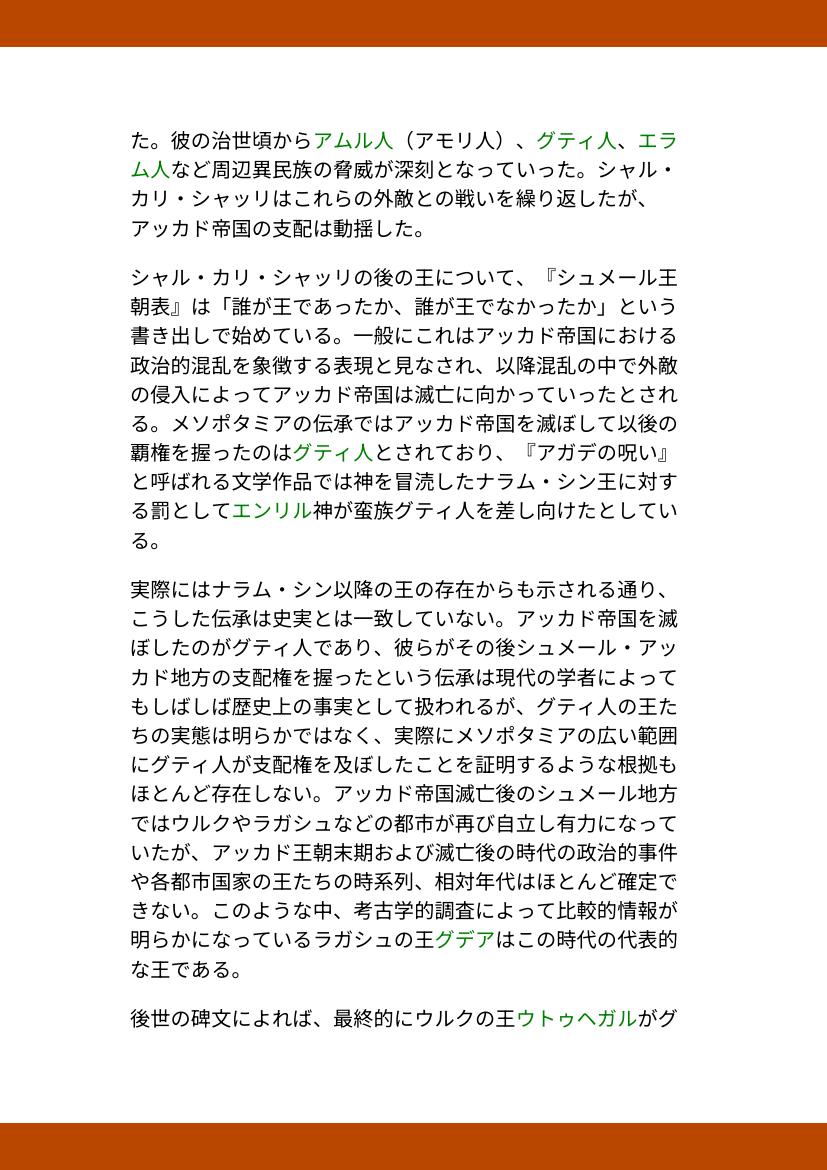 た。彼の治世頃からアムル人（アモリ人）、グティ人、エラ
ム人など周辺異民族の脅威が深刻となっていった。シャル・
カリ・シャッリはこれらの外敵との戦いを繰り返したが、
アッカド帝国の支配は動揺した。
シャル・カリ・シャッリの後の王について、『シュメール王
朝表』は「誰が王であったか、誰が王でなかったか」という
書き出しで始めている。一般にこれはアッカド帝国における
政治的混乱を象徴する表現と見なされ、以降混乱の中で外敵
の侵入によってアッカド帝国は滅亡に向かっていったとされ
る。メソポタミアの伝承ではアッカド帝国を滅ぼして以後の
覇権を握ったのはグティ人とされており、『アガデの呪い』
と呼ばれる文学作品では神を冒涜したナラム・シン王に対す
る罰としてエンリル神が蛮族グティ人を差し向けたとしてい
る。
実際にはナラム・シン以降の王の存在からも示される通り、
こうした伝承は史実とは一致していない。アッカド帝国を滅
ぼしたのがグティ人であり、彼らがその後シュメール・アッ
カド地方の支配権を握ったという伝承は現代の学者によって
もしばしば歴史上の事実として扱われるが、グティ人の王た
ちの実態は明らかではなく、実際にメソポタミアの広い範囲
にグティ人が支配権を及ぼしたことを証明するような根拠も
ほとんど存在しない。アッカド帝国滅亡後のシュメール地方
ではウルクやラガシュなどの都市が再び自立し有力になって
いたが、アッカド王朝末期および滅亡後の時代の政治的事件
や各都市国家の王たちの時系列、相対年代はほとんど確定で
きない。このような中、考古学的調査によって比較的情報が
明らかになっているラガシュの王グデアはこの時代の代表的
な王である。
後世の碑文によれば、最終的にウルクの王ウトゥヘガルがグ